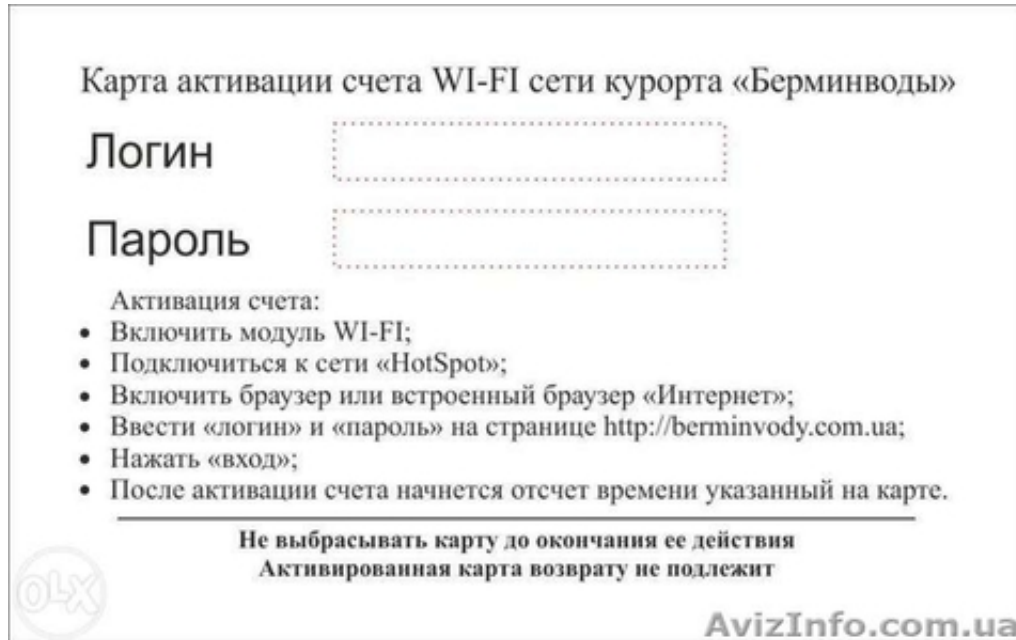 Карта активации счета WI-FI сети курорта «Берминводы»
Логин
Пароль
Активация счета:
• Включить модуль WI-FI;
• Подключиться к сети «HotSpot»;
• Включить браузер или встроенный браузер «Интернет»;
• Ввести «логин» и «пароль» на странице http://berminvody.com.ua;
• Нажать «вход»;
• После активации счета начнется отсчет времени указанный на карте.
Не выбрасывать карту до окончания ее действия
Активированная карта возврату не подлежит
OLX
AvizInfo.com.ua